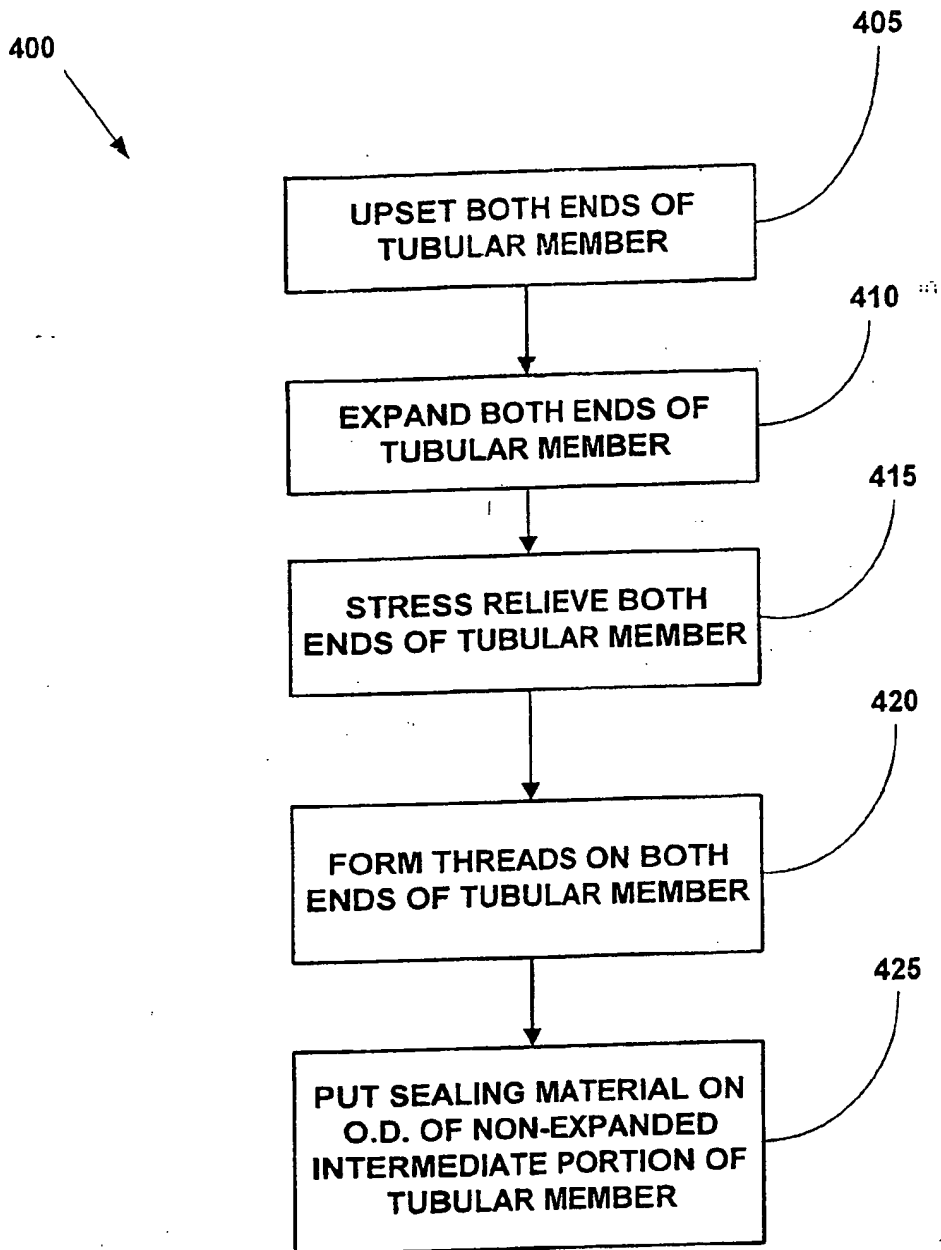 400
405
UPSET BOTH ENDS OF
TUBULAR MEMBER
410
EXPAND BOTH ENDS OF
TUBULAR MEMBER
415
STRESS RELIEVE BOTH
ENDS OF TUBULAR MEMBER
420
FORM THREADS ON BOTH
ENDS OF TUBULAR MEMBER
425
PUT SEALING MATERIAL ON
O.D. OF NON-EXPANDED
INTERMEDIATE PORTION OF
TUBULAR MEMBER